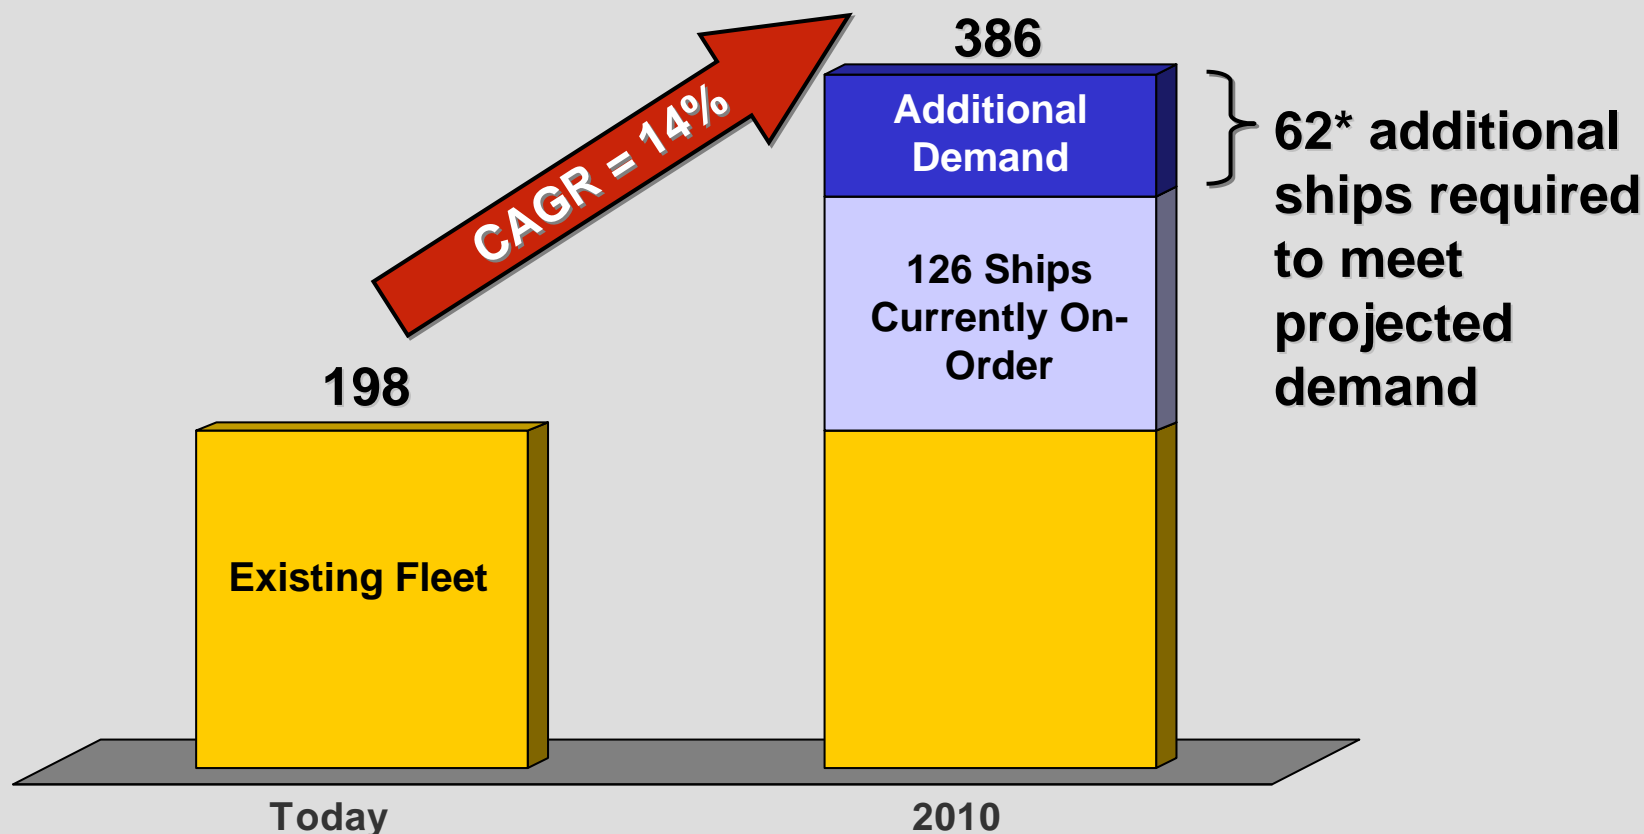 386
Additional
Demand
62* additional
ships required
to meet
projected
demand
CAGR = 14%
126 Ships
Currently On-
Order
198
Existing Fleet
Today
2010